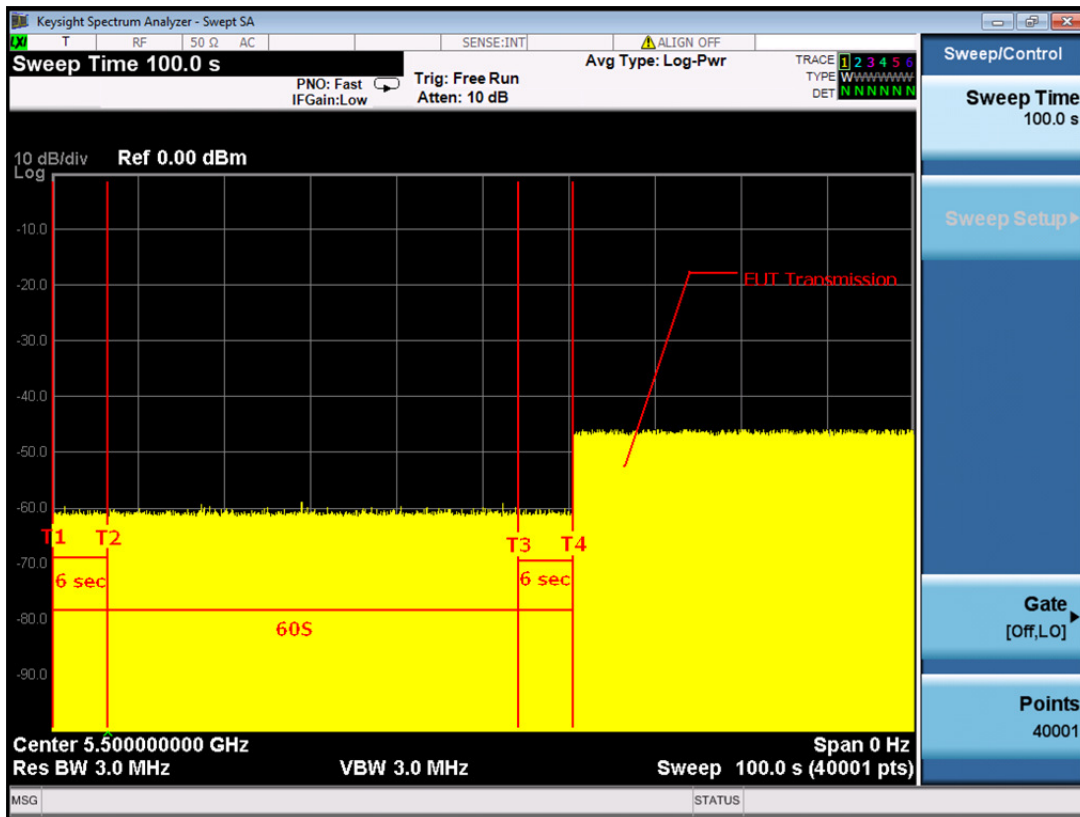 Keysight Spectrum Analyzer - Swept SA
LXI T RF 50 Ω AC SENSE:INT ALIGN OFF
Sweep Time 100.0 s
PNO: Fast
IFGain:Low
Trig: Free Run
Atten: 10 dB
Avg Type: Log-Pwr
TRACE 1 2 3 4 5 6
TYPE WWWWWWW
DET N N N N N N
10 dB/div
Log
Ref 0.00 dBm
-10.0
-20.0
-30.0
-40.0
-50.0
-60.0
-70.0
-80.0
-90.0
EUT Transmission
T1 T2 T3 T4
6 sec 6 sec
60S
Center 5.500000000 GHz Span 0 Hz
Res BW 3.0 MHz VBW 3.0 MHz Sweep 100.0 s (40001 pts)
MSG STATUS
Sweep/Control
Sweep Time
100.0 s
Sweep Setup
Gate
[Off,LO]
Points
40001